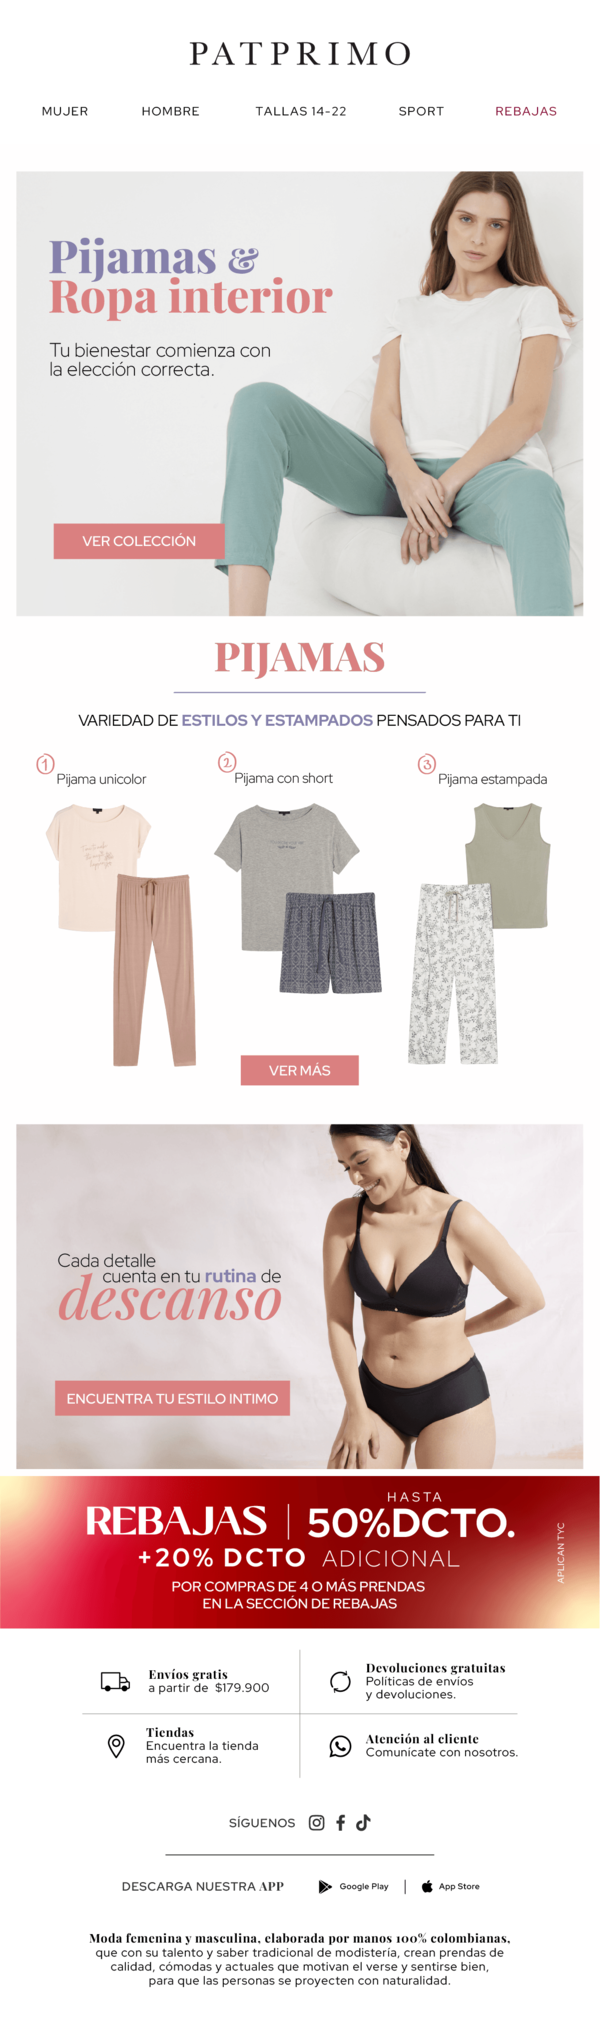 PATPRIMO
MUJER HOMBRE TALLAS 14-22 SPORT REBAJAS
Pijamas &
Ropa interior
Tu bienestar comienza con
la elección correcta.
VER COLECCIÓN
PIJAMAS
VARIEDAD DE ESTILOS Y ESTAMPADOS PENSADOS PARA TI
1 Pijama unicolor
2 Pijama con short
3 Pijama estampada
VER MÁS
Cada detalle
cuenta en tu rutina de
descanso
ENCUENTRA TU ESTILO INTIMO
REBAJAS | HASTA
50%DCTO.
+20% DCTO ADICIONAL
POR COMPRAS DE 4 O MÁS PRENDAS
EN LA SECCIÓN DE REBAJAS
APLICAN TYC
Envíos gratis
a partir de $179.900
Devoluciones gratuitas
Políticas de envíos
y devoluciones.
Tiendas
Encuentra la tienda
más cercana.
Atención al cliente
Comunícate con nosotros.
SÍGUENOS
DESCARGA NUESTRA APP Google Play | App Store
Moda femenina y masculina, elaborada por manos 100% colombianas,
que con su talento y saber tradicional de modistería, crean prendas de
calidad, cómodas y actuales que motivan el verse y sentirse bien,
para que las personas se proyecten con naturalidad.